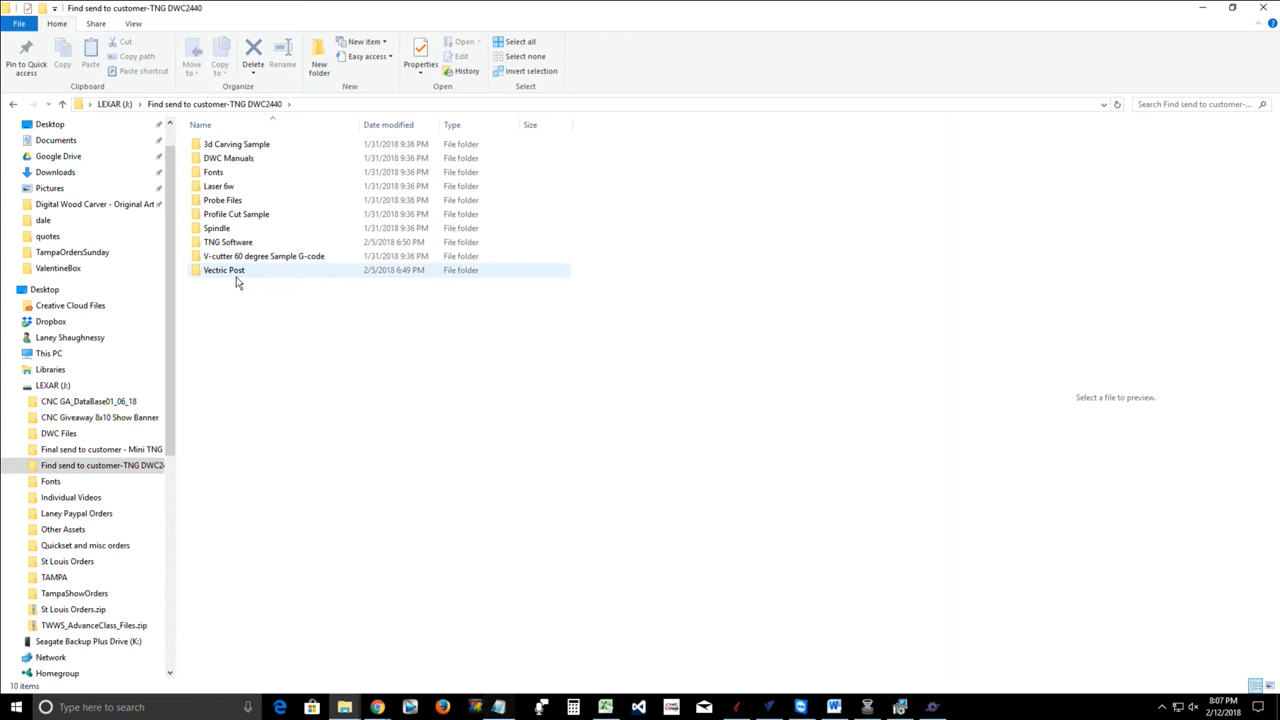 Find send to customer-TNG DWC2440
File Home Share View
Pin to Quick access
Copy
Paste
Cut
Copy path
Paste shortcut
Clipboard
Move to
Copy to
Delete
Rename
Organize
New folder
New item
Easy access
New
Properties
Open
Edit
History
Open
Select all
Select none
Invert selection
Select
LEXAR (J:) › Find send to customer-TNG DWC2440 ›
Search Find send to customer-...
Name Date modified Type Size
3d Carving Sample 1/31/2018 9:36 PM File folder
DWC Manuals 1/31/2018 9:36 PM File folder
Fonts 1/31/2018 9:36 PM File folder
Laser 6w 1/31/2018 9:36 PM File folder
Probe Files 1/31/2018 9:36 PM File folder
Profile Cut Sample 1/31/2018 9:36 PM File folder
Spindle 1/31/2018 9:36 PM File folder
TNG Software 2/5/2018 6:50 PM File folder
V-cutter 60 degree Sample G-code 1/31/2018 9:36 PM File folder
Vectric Post 2/5/2018 6:49 PM File folder
Desktop
Documents
Google Drive
Downloads
Pictures
Digital Wood Carver - Original Art
dale
quotes
TampaOrdersSunday
ValentineBox
Desktop
Creative Cloud Files
Dropbox
Laney Shaughnessy
This PC
Libraries
LEXAR (J:)
CNC GA_DataBase01_06_18
CNC Giveaway 8x10 Show Banner
DWC Files
Final send to customer - Mini TNG
Find send to customer-TNG DWC2
Fonts
Individual Videos
Laney Paypal Orders
Other Assets
Quickset and misc orders
St Louis Orders
TAMPA
TampaShowOrders
St Louis Orders.zip
TWWS_AdvanceClass_Files.zip
Seagate Backup Plus Drive (K:)
Network
Homegroup
Select a file to preview.
10 items
Type here to search
8:07 PM
2/12/2018